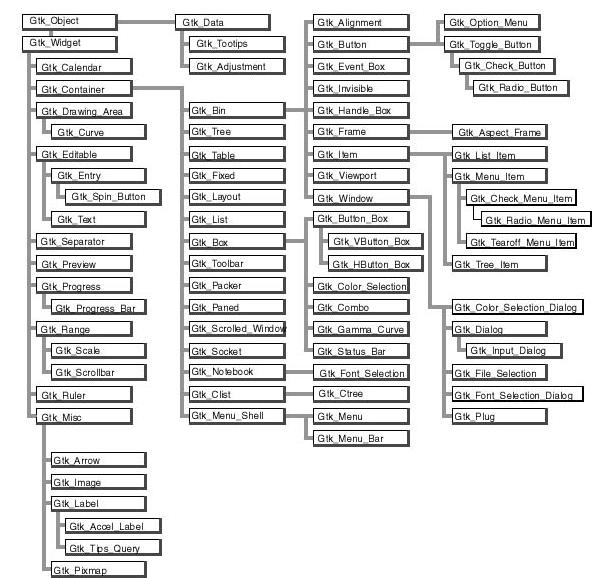 Gtk_Object
Gtk_Widget
Gtk_Calendar
Gtk_Container
Gtk_Drawing_Area
Gtk_Curve
Gtk_Editable
Gtk_Entry
Gtk_Spin_Button
Gtk_Text
Gtk_Separator
Gtk_Preview
Gtk_Progress
Gtk_Progress_Bar
Gtk_Range
Gtk_Scale
Gtk_Scrollbar
Gtk_Ruler
Gtk_Misc
Gtk_Arrow
Gtk_Image
Gtk_Label
Gtk_Accel_Label
Gtk_Tips_Query
Gtk_Pixmap
Gtk_Data
Gtk_Tootips
Gtk_Adjustment
Gtk_Bin
Gtk_Tree
Gtk_Table
Gtk_Fixed
Gtk_Layout
Gtk_List
Gtk_Box
Gtk_Toolbar
Gtk_Packer
Gtk_Paned
Gtk_Scrolled_Window
Gtk_Socket
Gtk_Notebook
Gtk_Clist
Gtk_Menu_Shell
Gtk_Alignment
Gtk_Button
Gtk_Event_Box
Gtk_Invisible
Gtk_Handle_Box
Gtk_Frame
Gtk_Item
Gtk_Viewport
Gtk_Window
Gtk_Button_Box
Gtk_VButton_Box
Gtk_HButton_Box
Gtk_Color_Selection
Gtk_Combo
Gtk_Gamma_Curve
Gtk_Status_Bar
Gtk_Font_Selection
Gtk_Ctree
Gtk_Menu
Gtk_Menu_Bar
Gtk_Option_Menu
Gtk_Toggle_Button
Gtk_Check_Button
Gtk_Radio_Button
Gtk_Aspect_Frame
Gtk_List_Item
Gtk_Menu_Item
Gtk_Check_Menu_Item
Gtk_Radio_Menu_Item
Gtk_Tearoff_Menu_Item
Gtk_Tree_Item
Gtk_Color_Selection_Dialog
Gtk_Dialog
Gtk_Input_Dialog
Gtk_File_Selection
Gtk_Font_Selection_Dialog
Gtk_Plug